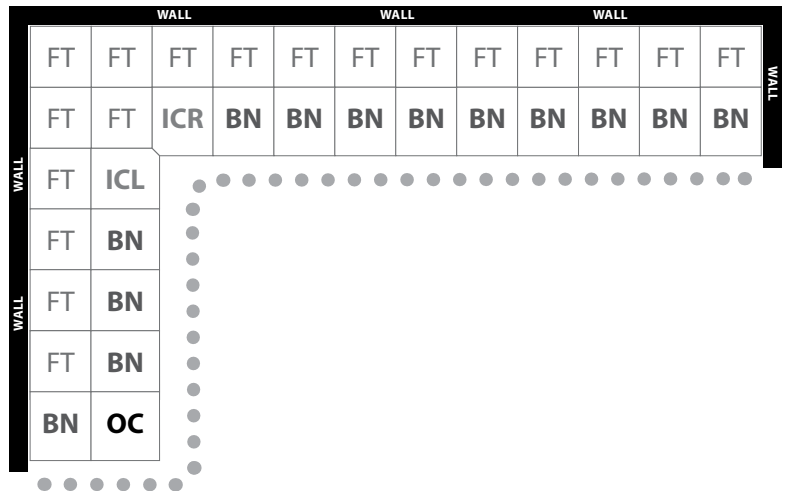 WALL WALL WALL
FT FT FT FT FT FT FT FT FT FT FT FT
WALL
FT FT ICR BN BN BN BN BN BN BN BN BN
WALL
FT ICL
FT BN
FT BN
WALL
FT BN
BN OC